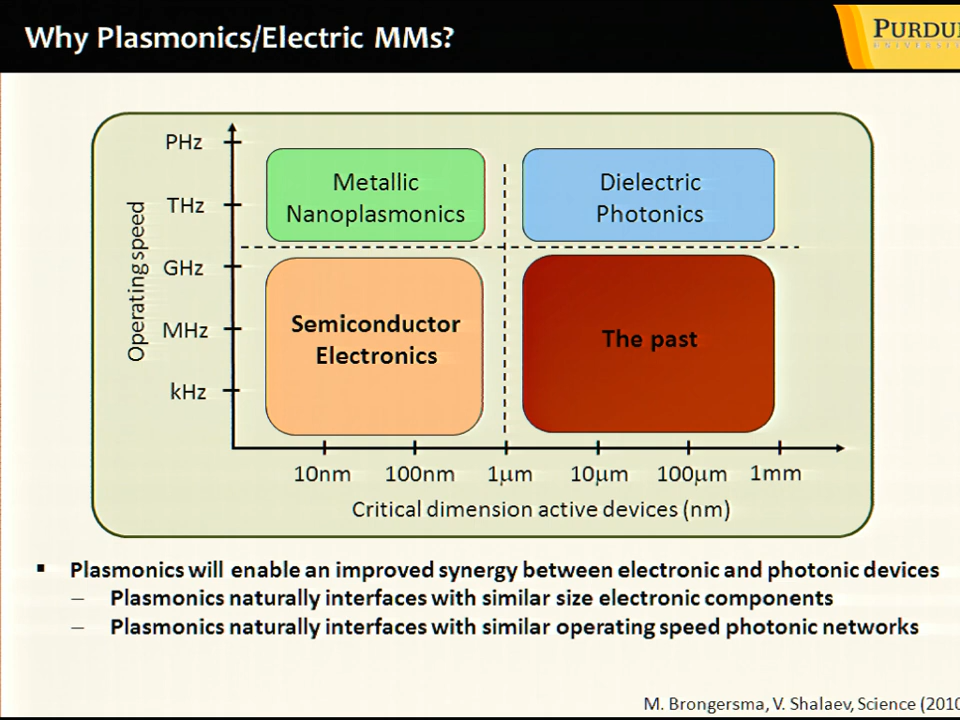 Why Plasmonics/Electric MMs?
PURDU
UNIVERSI
PHz
THz
GHz
MHz
kHz
Operating speed
Metallic
Nanoplasmonics
Dielectric
Photonics
Semiconductor
Electronics
The past
10nm 100nm 1μm 10μm 100μm 1mm
Critical dimension active devices (nm)
▪ Plasmonics will enable an improved synergy between electronic and photonic devices
– Plasmonics naturally interfaces with similar size electronic components
– Plasmonics naturally interfaces with similar operating speed photonic networks
M. Brongersma, V. Shalaev, Science (2010